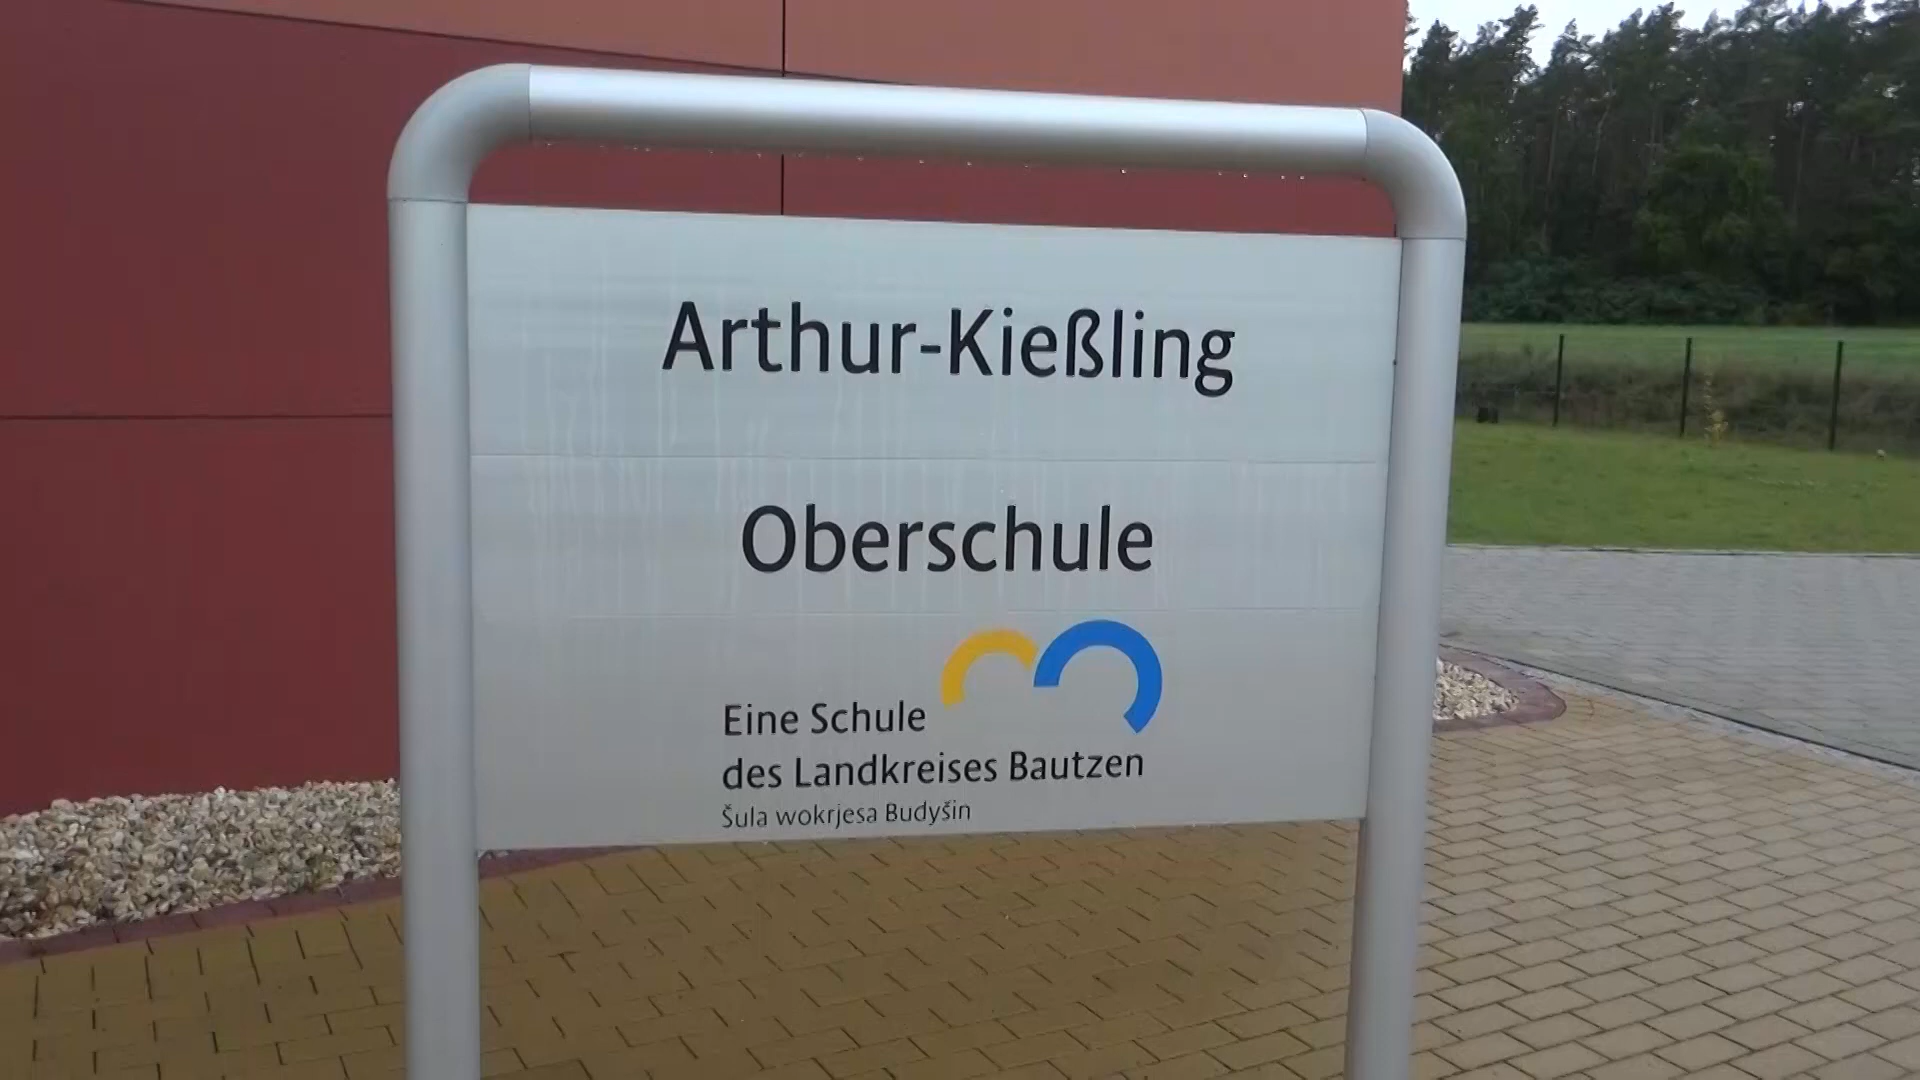 Arthur-Kießling
Oberschule
Eine Schule
des Landkreises Bautzen
Šula wokrjesa Budyšin